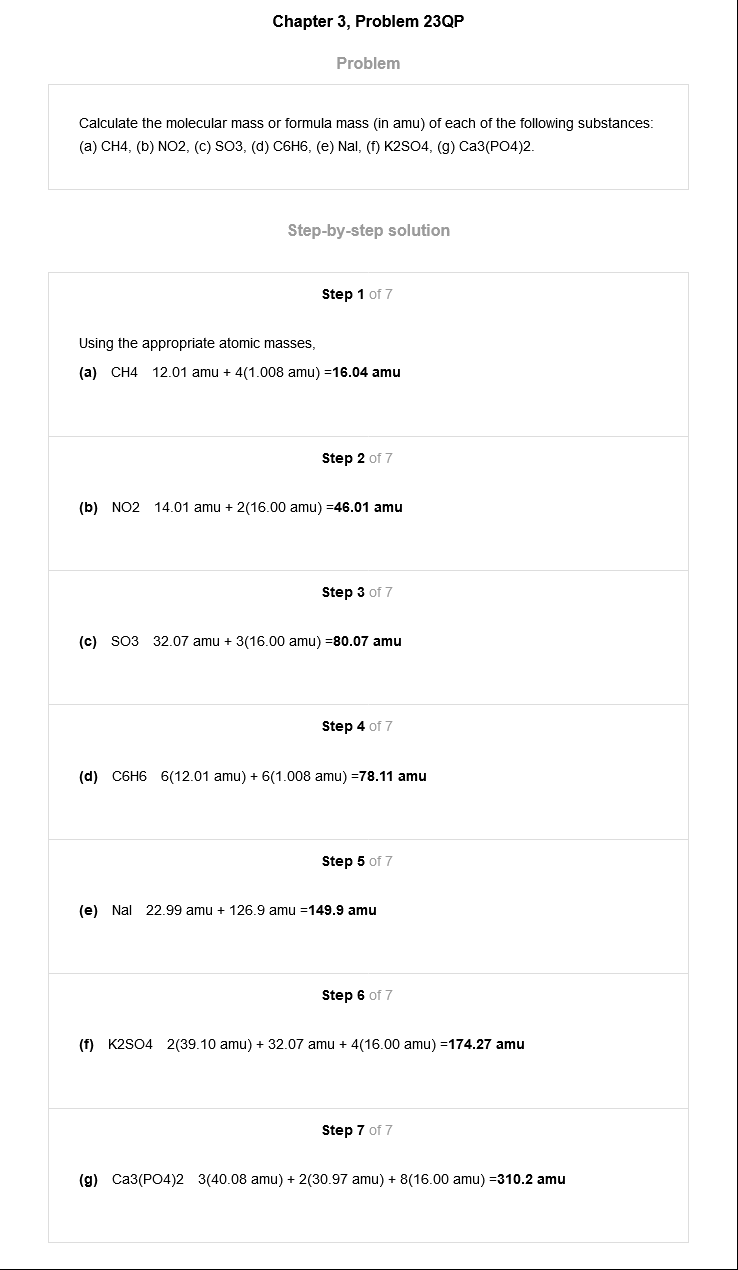 Chapter 3, Problem 23QP
Problem
Calculate the molecular mass or formula mass (in amu) of each of the following substances:
(a) CH4, (b) NO2, (c) SO3, (d) C6H6, (e) NaI, (f) K2SO4, (g) Ca3(PO4)2.
Step-by-step solution
Step 1 of 7
Using the appropriate atomic masses,
(a) CH4 12.01 amu + 4(1.008 amu) =16.04 amu
Step 2 of 7
(b) NO2 14.01 amu + 2(16.00 amu) =46.01 amu
Step 3 of 7
(c) SO3 32.07 amu + 3(16.00 amu) =80.07 amu
Step 4 of 7
(d) C6H6 6(12.01 amu) + 6(1.008 amu) =78.11 amu
Step 5 of 7
(e) NaI 22.99 amu + 126.9 amu =149.9 amu
Step 6 of 7
(f) K2SO4 2(39.10 amu) + 32.07 amu + 4(16.00 amu) =174.27 amu
Step 7 of 7
(g) Ca3(PO4)2 3(40.08 amu) + 2(30.97 amu) + 8(16.00 amu) =310.2 amu